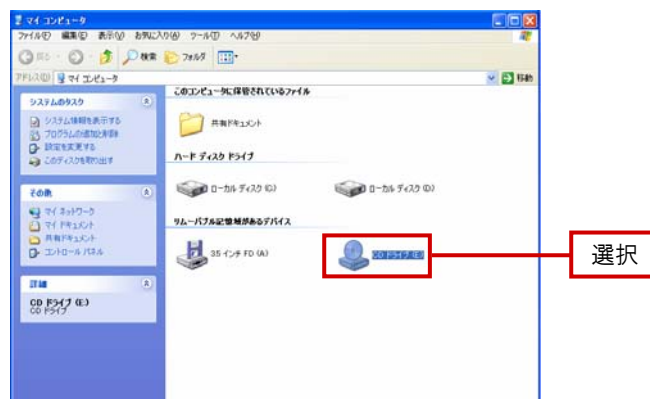 マイ コンピュータ
ファイル(F) 編集(E) 表示(V) お気に入り(A) ツール(T) ヘルプ(H)
戻る 検索 フォルダ
アドレス(D) マイ コンピュータ 移動
システムのタスク
システム情報を表示する
プログラムの追加と削除
設定を変更する
このディスクを取り出す
その他
マイ ネットワーク
マイ ドキュメント
共有ドキュメント
コントロール パネル
詳細
CD ドライブ (E:)
CD ドライブ
このコンピュータに保管されているファイル
共有ドキュメント
ハード ディスク ドライブ
ローカル ディスク (C:) ローカル ディスク (D:)
リムーバブル記憶域があるデバイス
3.5 インチ FD (A:) CD ドライブ (E:)
選択